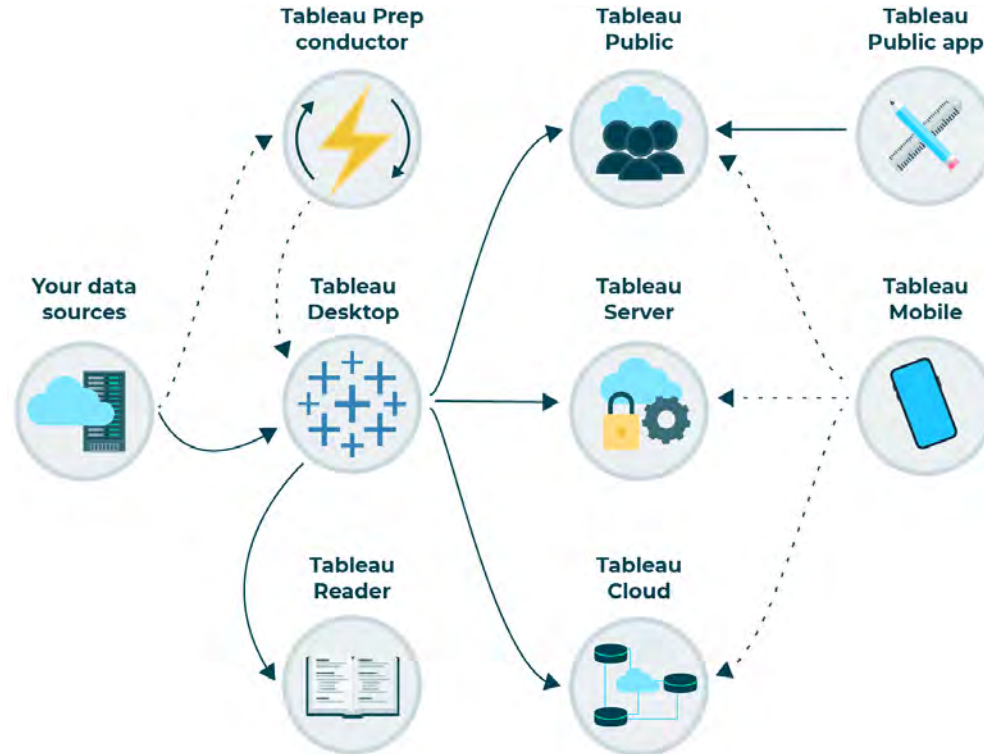 Tableau Prep
conductor
Tableau
Public
Tableau
Public app
Your data
sources
Tableau
Desktop
Tableau
Server
Tableau
Mobile
Tableau
Reader
Tableau
Cloud